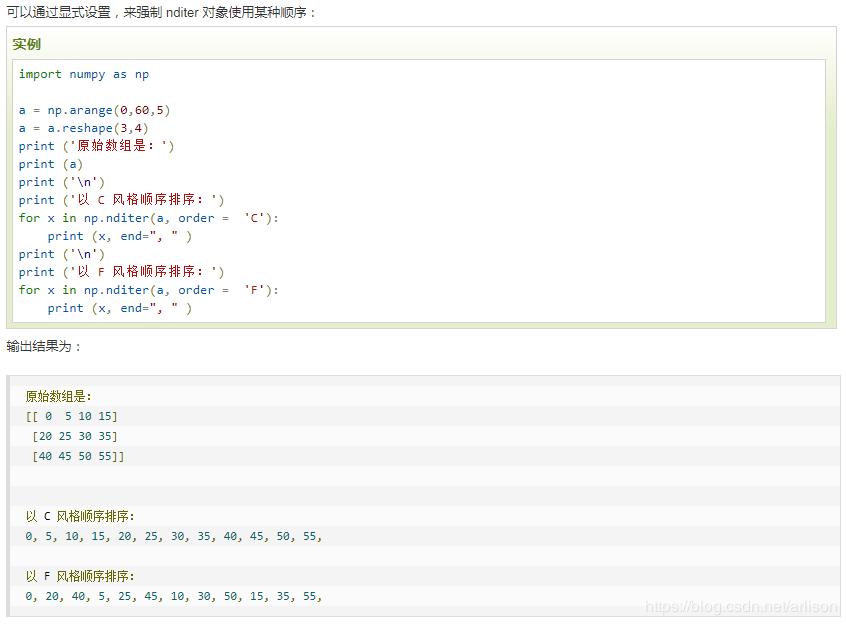 可以通过显式设置，来强制 nditer 对象使用某种顺序：
实例
import numpy as np
a = np.arange(0,60,5)
a = a.reshape(3,4)
print ('原始数组是：')
print (a)
print ('\n')
print ('以 C 风格顺序排序：')
for x in np.nditer(a, order =  'C'):
    print (x, end=", " )
print ('\n')
print ('以 F 风格顺序排序：')
for x in np.nditer(a, order =  'F'):
    print (x, end=", " )
输出结果为：
原始数组是：
[[ 0  5 10 15]
 [20 25 30 35]
 [40 45 50 55]]
以 C 风格顺序排序：
0, 5, 10, 15, 20, 25, 30, 35, 40, 45, 50, 55,
以 F 风格顺序排序：
0, 20, 40, 5, 25, 45, 10, 30, 50, 15, 35, 55,
https://blog.csdn.net/arlison